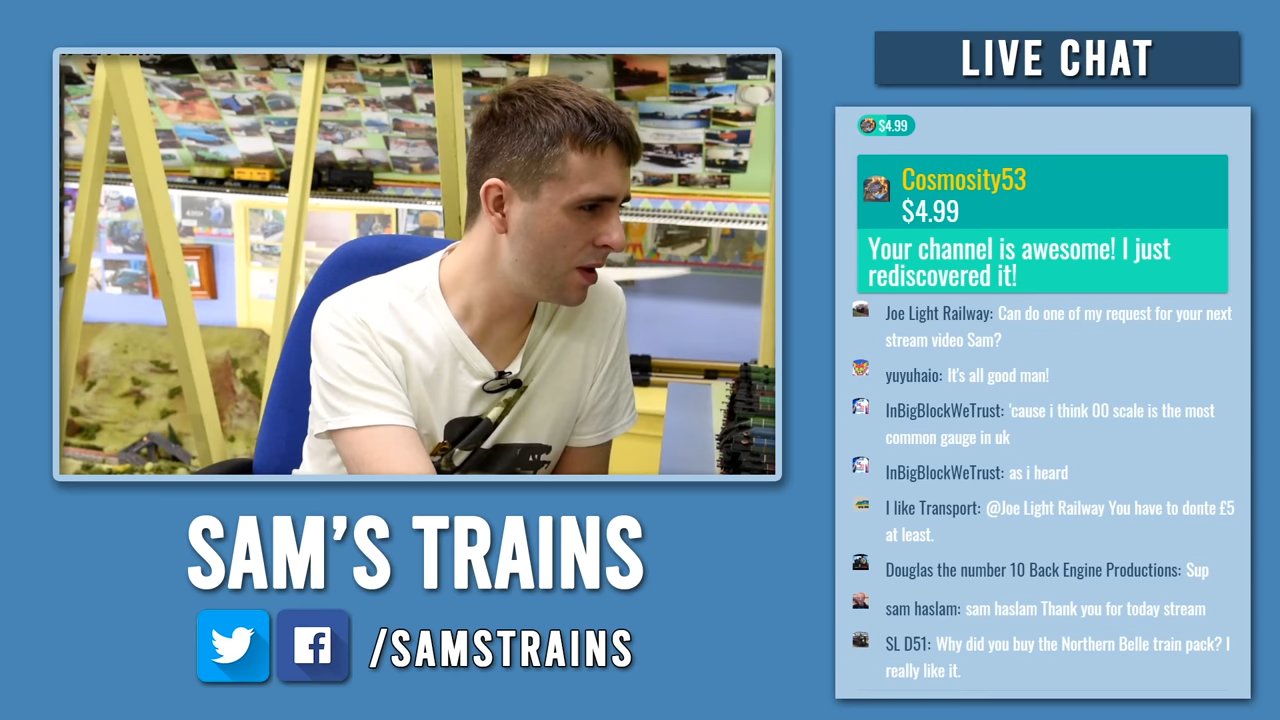 LIVE CHAT
$4.99
Cosmosity53
$4.99
Your channel is awesome! I just
rediscovered it!
Joe Light Railway: Can do one of my request for your next
stream video Sam?
yuyuhaio: It's all good man!
InBigBlockWeTrust: 'cause i think OO scale is the most
common gauge in uk
InBigBlockWeTrust: as i heard
I like Transport: @Joe Light Railway You have to donte £5
at least.
Douglas the number 10 Back Engine Productions: Sup
sam haslam: sam haslam Thank you for today stream
SL D51: Why did you buy the Northern Belle train pack? I
really like it.
SAM'S TRAINS
/SAMSTRAINS